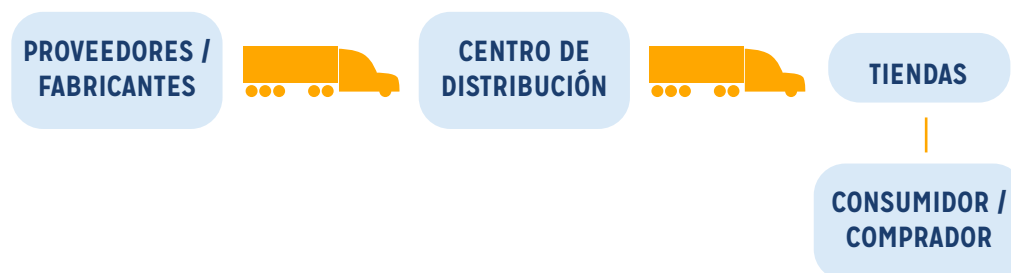 PROVEEDORES /
FABRICANTES
CENTRO DE
DISTRIBUCIÓN
TIENDAS
CONSUMIDOR /
COMPRADOR